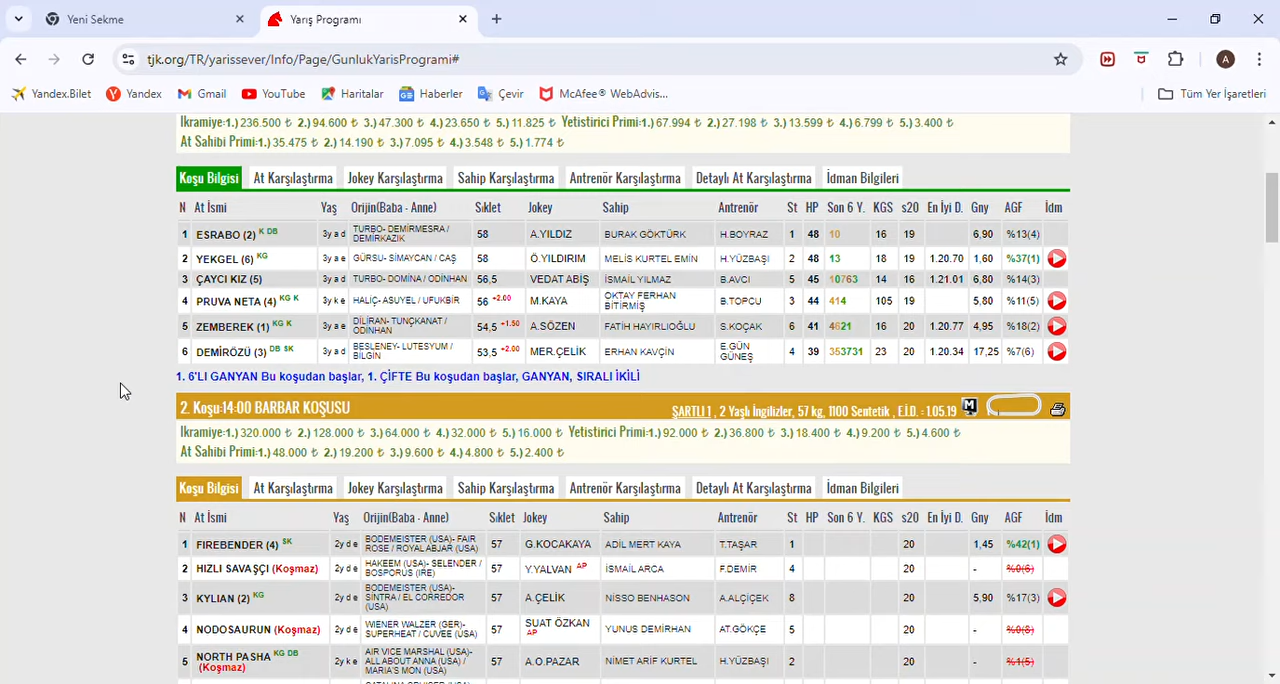 Yeni Sekme
Yarış Programı
tjk.org/TR/yarissever/Info/Page/GunlukYarisProgrami#
Yandex.Bilet Yandex Gmail YouTube Haritalar Haberler Çevir McAfee® WebAdvis... Tüm Yer İşaretleri
İkramiye:1.) 236.500 ₺ 2.) 94.600 ₺ 3.) 47.300 ₺ 4.) 23.650 ₺ 5.) 11.825 ₺ Yetistirici Primi:1.) 67.994 ₺ 2.) 27.198 ₺ 3.) 13.599 ₺ 4.) 6.799 ₺ 5.) 3.400 ₺
At Sahibi Primi:1.) 35.475 ₺ 2.) 14.190 ₺ 3.) 7.095 ₺ 4.) 3.548 ₺ 5.) 1.774 ₺
Koşu Bilgisi At Karşılaştırma Jokey Karşılaştırma Sahip Karşılaştırma Antrenör Karşılaştırma Detaylı At Karşılaştırma İdman Bilgileri
N At İsmi Yaş Orijin(Baba - Anne) Sıklet Jokey Sahip Antrenör St HP Son 6 Y. KGS s20 En İyi D. Gny AGF İdm
1 ESRABO (2) K DB 3y a d TURBO- DEMİRMESRA / DEMİRKAZIK 58 A.YILDIZ BURAK GÖKTÜRK H.BOYRAZ 1 48 10 16 19 6,90 %13(4)
2 YEKGEL (6) KG 3y a e GÜRSU- SİMAYCAN / CAŞ 58 Ö.YILDIRIM MELİS KURTEL EMİN H.YÜZBAŞI 2 48 13 18 19 1.20.70 1,60 %37(1)
3 ÇAYCI KIZ (5) 3y a d TURBO- DOMİNA / ODİNHAN 56,5 VEDAT ABİŞ İSMAİL YILMAZ B.AVCI 5 45 10763 14 16 1.21.01 6,80 %14(3)
4 PRUVA NETA (4) KG K 3y k e HALİÇ- ASUYEL / UFUKBİR 56 +2.00 M.KAYA OKTAY FERHAN BİTİRMİŞ B.TOPCU 3 44 414 105 19 5,80 %11(5)
5 ZEMBEREK (1) KG K 3y a e DİLİRAN- TUNÇKANAT / ODİNHAN 54,5 +1.50 A.SÖZEN FATİH HAYIRLIOĞLU S.KOÇAK 6 41 4621 16 20 1.20.77 4,95 %18(2)
6 DEMİRÖZÜ (3) DB SK 3y a d BESLENEY- LUTESYUM / BİLGİN 53,5 +2.00 MER.ÇELİK ERHAN KAVÇİN E.GÜN GÜNEŞ 4 39 353731 23 20 1.20.34 17,25 %7(6)
1. 6'LI GANYAN Bu koşudan başlar, 1. ÇİFTE Bu koşudan başlar, GANYAN, SIRALI İKİLİ
2. Koşu:14:00 BARBAR KOŞUSU ŞARTLI 1 , 2 Yaşlı İngilizler, 57 kg, 1100 Sentetik , E.İ.D. : 1.05.19
İkramiye:1.) 320.000 ₺ 2.) 128.000 ₺ 3.) 64.000 ₺ 4.) 32.000 ₺ 5.) 16.000 ₺ Yetistirici Primi:1.) 92.000 ₺ 2.) 36.800 ₺ 3.) 18.400 ₺ 4.) 9.200 ₺ 5.) 4.600 ₺
At Sahibi Primi:1.) 48.000 ₺ 2.) 19.200 ₺ 3.) 9.600 ₺ 4.) 4.800 ₺ 5.) 2.400 ₺
Koşu Bilgisi At Karşılaştırma Jokey Karşılaştırma Sahip Karşılaştırma Antrenör Karşılaştırma Detaylı At Karşılaştırma İdman Bilgileri
N At İsmi Yaş Orijin(Baba - Anne) Sıklet Jokey Sahip Antrenör St HP Son 6 Y. KGS s20 En İyi D. Gny AGF İdm
1 FIREBENDER (4) SK 2y d e BODEMEISTER (USA)- FAIR ROSE / ROYAL ABJAR (USA) 57 G.KOCAKAYA ADİL MERT KAYA T.TAŞAR 1 20 1,45 %42(1)
2 HIZLI SAVAŞÇI (Koşmaz) 2y d e HAKEEM (USA)- SELENDER / BOSPORUS (IRE) 57 Y.YALVAN AP İSMAİL ARCA F.DEMİR 4 20 - %0(6)
3 KYLIAN (2) KG 2y d e BODEMEISTER (USA)- SINTRA / EL CORREDOR (USA) 57 A.ÇELİK NİSSO BENHASON A.ALÇİÇEK 8 20 5,90 %17(3)
4 NODOSAURUN (Koşmaz) 2y d e WIENER WALZER (GER)- SUPERHEAT / CUVEE (USA) 57 SUAT ÖZKAN AP YUNUS DEMİRHAN AT.GÖKÇE 5 20 -
5 NORTH PASHA KG DB (Koşmaz) 2y k e AIR VICE MARSHAL (USA)- ALL ABOUT ANNA (USA) / MARIA'S MON (USA) 57 A.O.PAZAR NİMET ARİF KURTEL H.YÜZBAŞI 2 20 - %1(5)